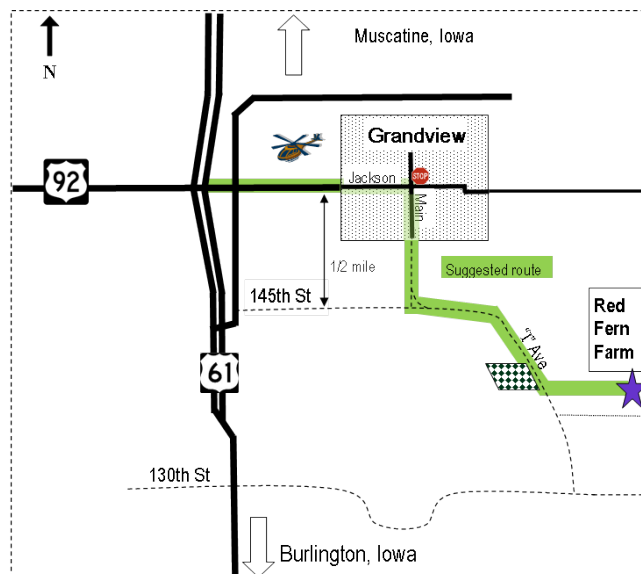 Muscatine, Iowa
N
Grandview
STOP
92
Jackson
Main
1/2 mile
Suggested route
145th St
Red
Fern
Farm
"T" Ave
61
130th St
Burlington, Iowa